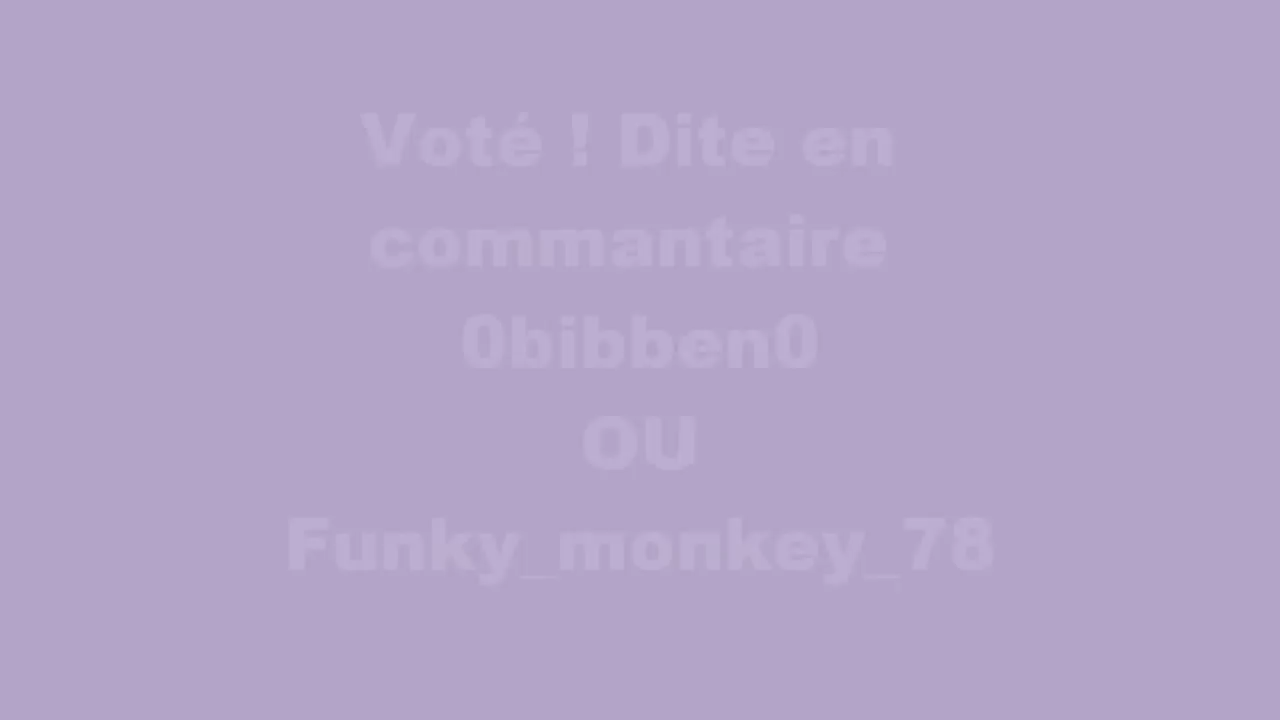 Voté ! Dite en
commantaire
0bibben0
OU
Funky_monkey_78